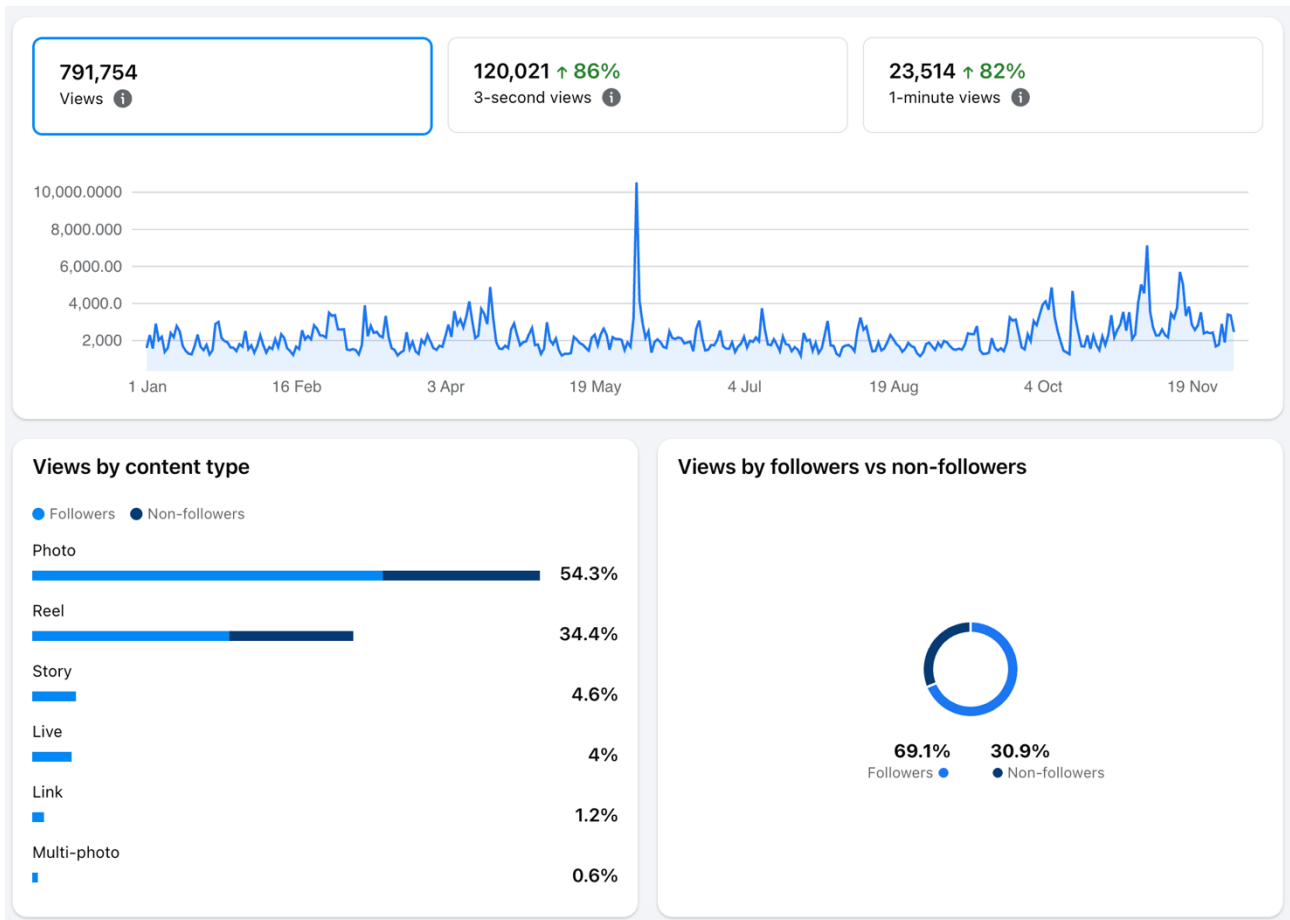 791,754
Views
120,021 ↑ 86%
3-second views
23,514 ↑ 82%
1-minute views
10,000.0000
8,000.000
6,000.00
4,000.0
2,000
1 Jan 16 Feb 3 Apr 19 May 4 Jul 19 Aug 4 Oct 19 Nov
Views by content type
Followers Non-followers
Photo
54.3%
Reel
34.4%
Story
4.6%
Live
4%
Link
1.2%
Multi-photo
0.6%
Views by followers vs non-followers
69.1% 30.9%
Followers Non-followers